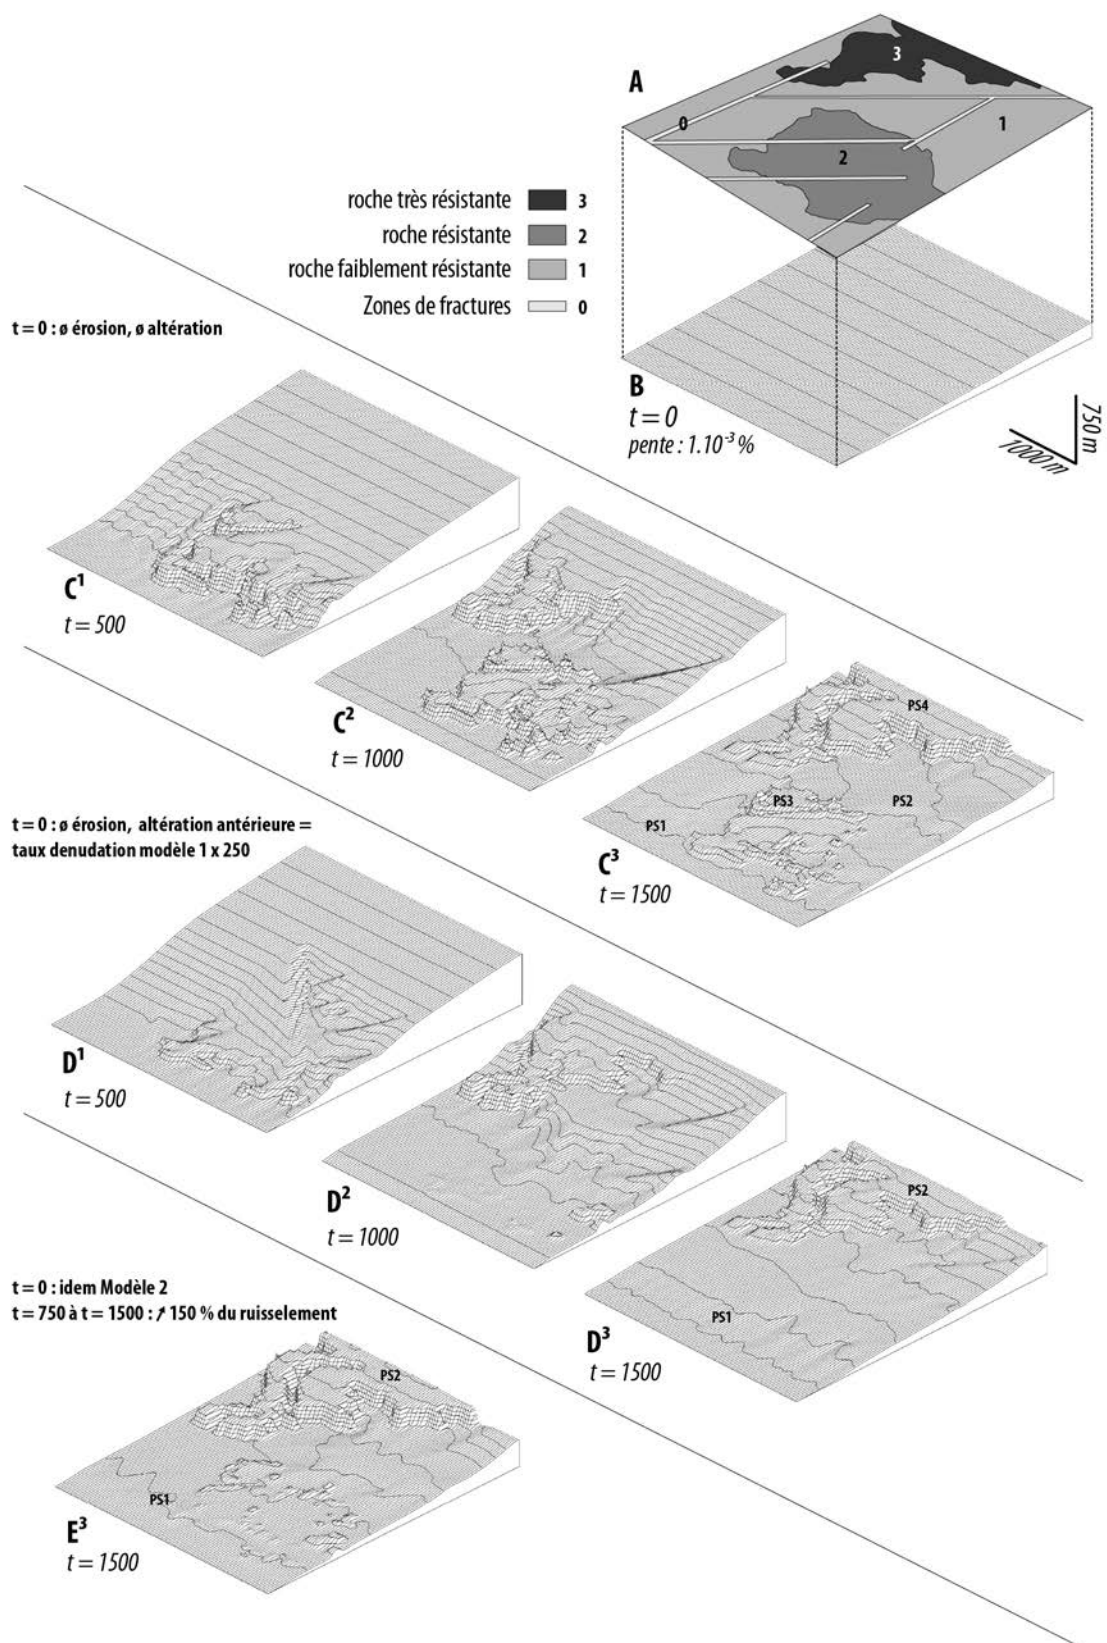 A
3
0
1
2
roche très résistante 3
roche résistante 2
roche faiblement résistante 1
Zones de fractures 0
B
t = 0
pente : 1.10⁻³ %
750 m
1000 m
t = 0 : ø érosion, ø altération
C¹
t = 500
C²
t = 1000
PS4
PS3
PS2
PS1
C³
t = 1500
t = 0 : ø érosion, altération antérieure =
taux denudation modèle 1 x 250
D¹
t = 500
D²
t = 1000
PS2
PS1
D³
t = 1500
t = 0 : idem Modèle 2
t = 750 à t = 1500 : ↗ 150 % du ruisselement
PS2
PS1
E³
t = 1500